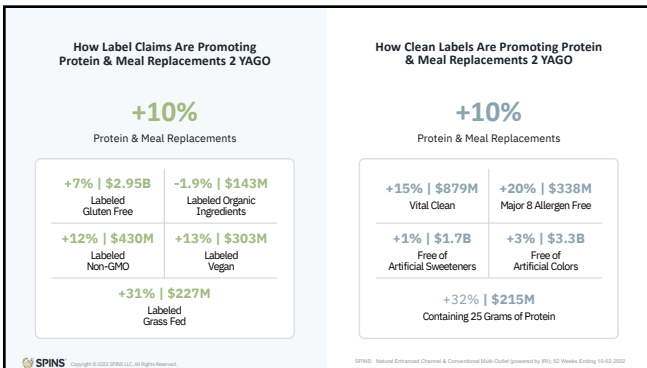 How Label Claims Are Promoting
Protein & Meal Replacements 2 YAGO
+10%
Protein & Meal Replacements
+7% | $2.95B
Labeled
Gluten Free
-1.9% | $143M
Labeled Organic
Ingredients
+12% | $430M
Labeled
Non-GMO
+13% | $303M
Labeled
Vegan
+31% | $227M
Labeled
Grass Fed
SPINS
Copyright © 2022 SPINS LLC. All Rights Reserved.
How Clean Labels Are Promoting Protein
& Meal Replacements 2 YAGO
+10%
Protein & Meal Replacements
+15% | $879M
Vital Clean
+20% | $338M
Major 8 Allergen Free
+1% | $1.7B
Free of
Artificial Sweeteners
+3% | $3.3B
Free of
Artificial Colors
+32% | $215M
Containing 25 Grams of Protein
SPINS: Natural Enhanced Channel & Conventional Multi-Outlet (powered by IRI); 52 Weeks Ending 10-02-2022